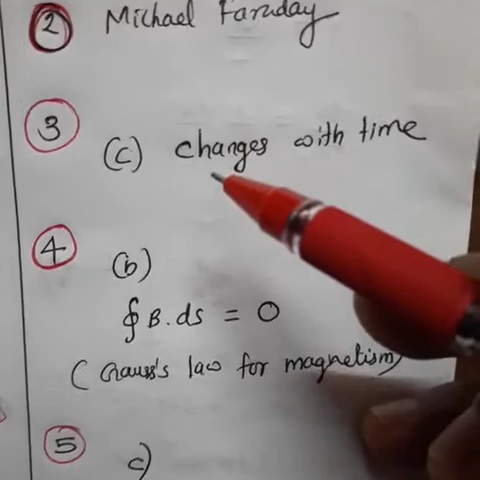 2 Michael Faraday
3 (c) changes with time
4 (b)
∮ B.ds = 0
(Gauss's law for magnetism)
5 c)